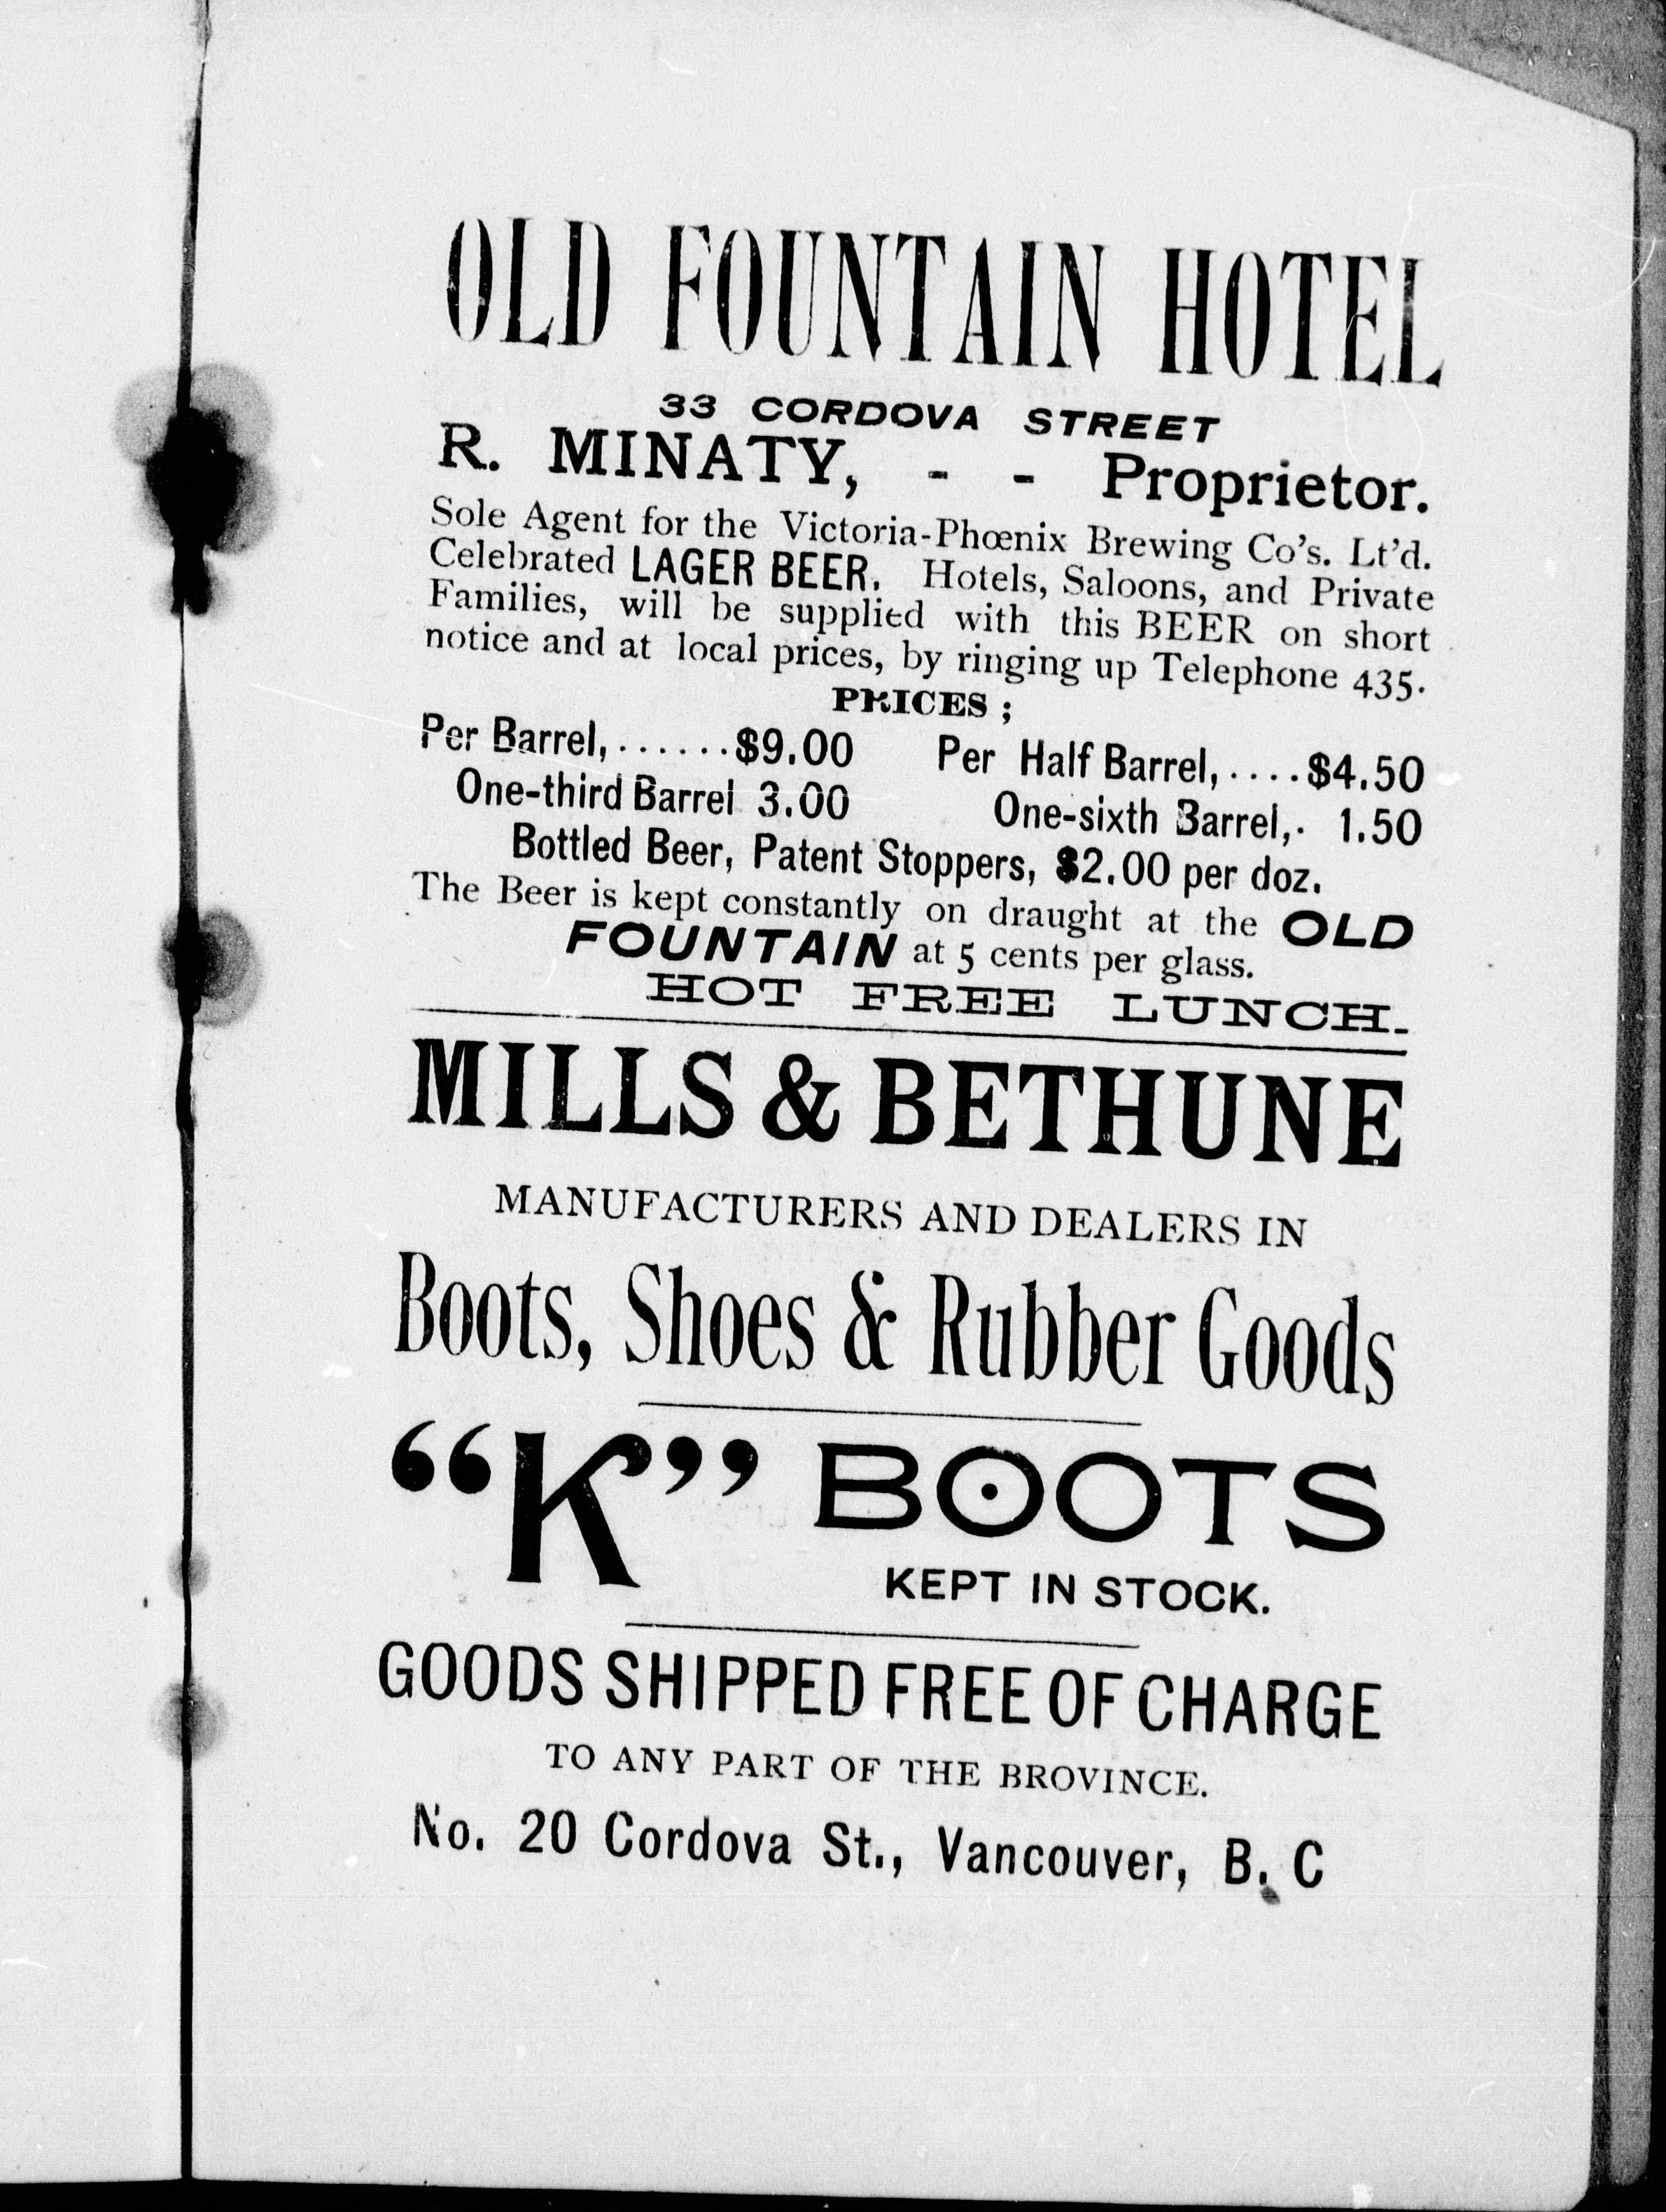 OLD FOUNTAIN HOTEL
33 CORDOVA STREET
R. MINATY, - - Proprietor.
Sole Agent for the Victoria-Phœnix Brewing Co's. Lt'd.
Celebrated LAGER BEER. Hotels, Saloons, and Private
Families, will be supplied with this BEER on short
notice and at local prices, by ringing up Telephone 435.
PRICES ;
Per Barrel,......$9.00 Per Half Barrel,....$4.50
One-third Barrel 3.00 One-sixth Barrel,. 1.50
Bottled Beer, Patent Stoppers, $2.00 per doz.
The Beer is kept constantly on draught at the OLD
FOUNTAIN at 5 cents per glass.
HOT FREE LUNCH.
MILLS & BETHUNE
MANUFACTURERS AND DEALERS IN
Boots, Shoes & Rubber Goods
“K” BOOTS
KEPT IN STOCK.
GOODS SHIPPED FREE OF CHARGE
TO ANY PART OF THE BROVINCE.
No. 20 Cordova St., Vancouver, B. C